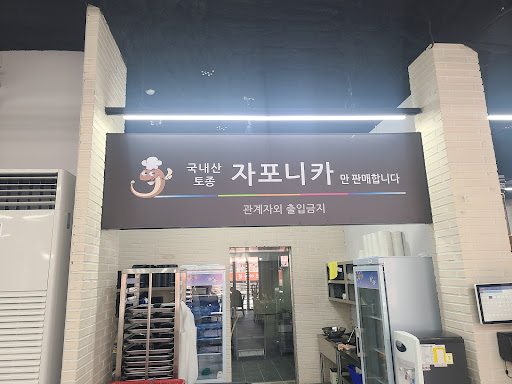 국내산
토종 자포니카 만 판매합니다
관계자외 출입금지